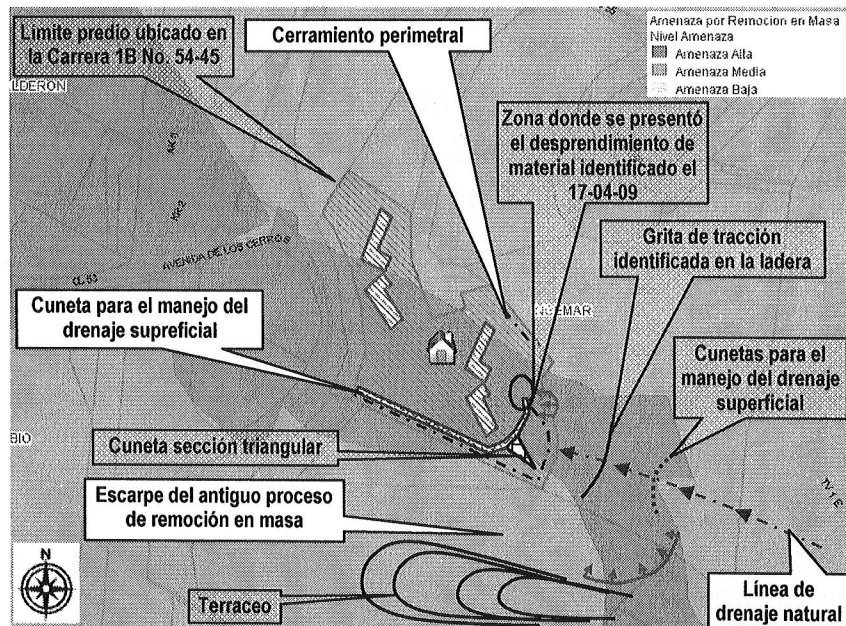 Amenaza por Remocion en Masa
Nivel Amenaza
Amenaza Alta
Amenaza Media
Amenaza Baja
Limite predio ubicado en
la Carrera 1B No. 54-45
Cerramiento perimetral
LDERON
Zona donde se presentó
el desprendimiento de
material identificado el
17-04-09
Grita de tracción
identificada en la ladera
AVENIDA DE LOS CERROS
CL 53
Cuneta para el manejo del
drenaje supreficial
Cunetas para el
manejo del drenaje
superficial
BIO
Cuneta sección triangular
Escarpe del antiguo proceso
de remoción en masa
TV 1 E
N
Terraceo
Línea de
drenaje natural